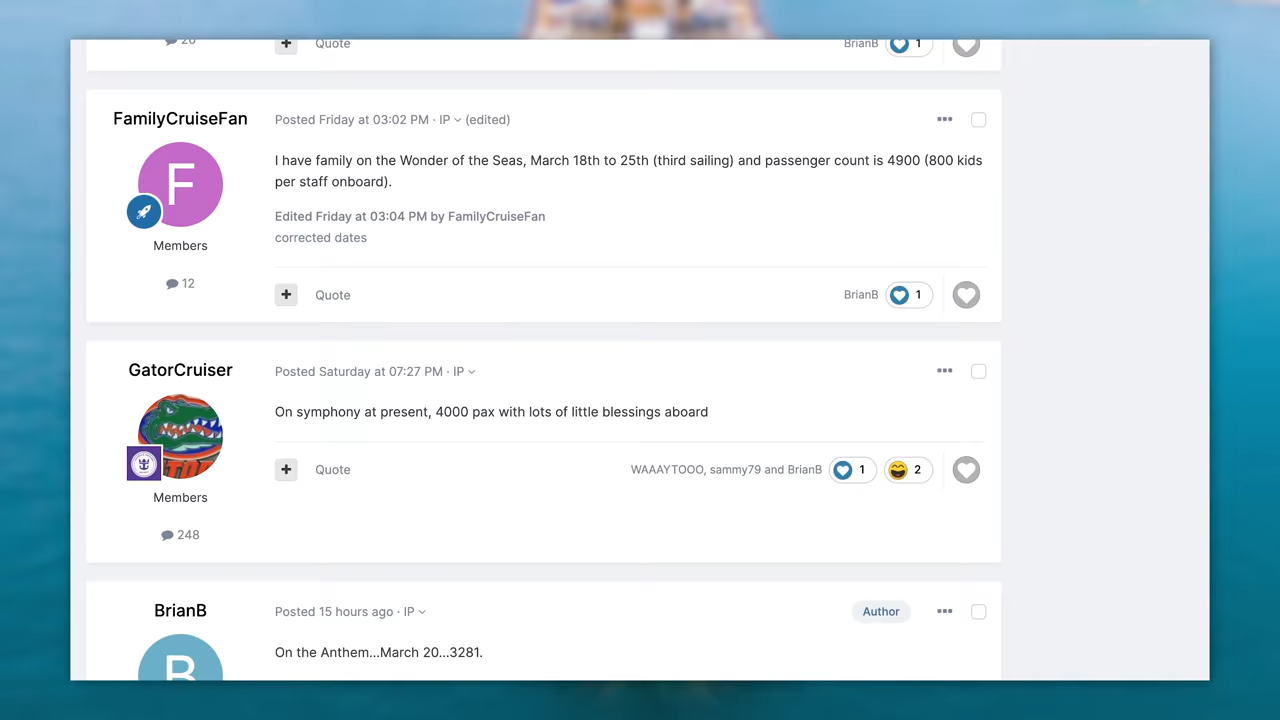 20
Quote
BrianB
1
FamilyCruiseFan
Posted Friday at 03:02 PM · IP (edited)
F
I have family on the Wonder of the Seas, March 18th to 25th (third sailing) and passenger count is 4900 (800 kids
per staff onboard).
Edited Friday at 03:04 PM by FamilyCruiseFan
corrected dates
Members
12
Quote
BrianB
1
GatorCruiser
Posted Saturday at 07:27 PM · IP
On symphony at present, 4000 pax with lots of little blessings aboard
Quote
WAAAYTOOO, sammy79 and BrianB
1
2
Members
248
BrianB
Posted 15 hours ago · IP
Author
B
On the Anthem...March 20...3281.